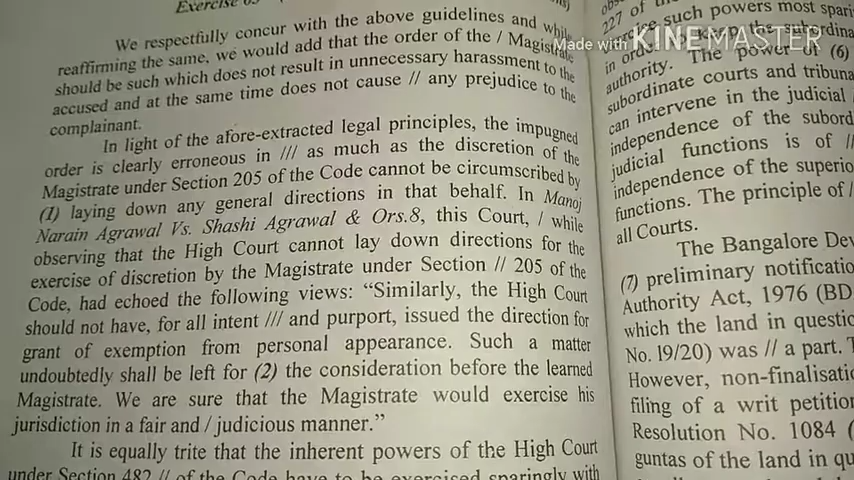 Exercise
We respectfully concur with the above guidelines and while
reaffirming the same, we would add that the order of the / Magistrate
should be such which does not result in unnecessary harassment to the
accused and at the same time does not cause // any prejudice to the
complainant.
In light of the afore-extracted legal principles, the impugned
order is clearly erroneous in /// as much as the discretion of the
Magistrate under Section 205 of the Code cannot be circumscribed by
(1) laying down any general directions in that behalf. In Manoj
Narain Agrawal Vs. Shashi Agrawal & Ors.8, this Court, / while
observing that the High Court cannot lay down directions for the
exercise of discretion by the Magistrate under Section // 205 of the
Code, had echoed the following views: “Similarly, the High Court
should not have, for all intent /// and purport, issued the direction for
grant of exemption from personal appearance. Such a matter
undoubtedly shall be left for (2) the consideration before the learned
Magistrate. We are sure that the Magistrate would exercise his
jurisdiction in a fair and / judicious manner.”
It is equally trite that the inherent powers of the High Court
under Section 482 // of the Code have to be exercised sparingly with
227 of
such powers most spari
in order keep the subordina
authority. The power of (6)
subordinate courts and tribuna
can intervene in the judicial
independence of the subord
judicial functions is of //
independence of the superio
functions. The principle of /
all Courts.
The Bangalore Dev
(7) preliminary notificatio
Authority Act, 1976 (BD
which the land in questio
No. 19/20) was // a part. T
However, non-finalisatio
filing of a writ petition
Resolution No. 1084 (
guntas of the land in qu
Made with KINEMASTER